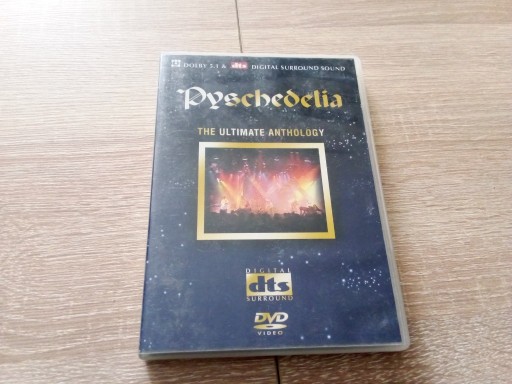 DOLBY 5.1 & dts DIGITAL SURROUND SOUND
Pyschedelia
THE ULTIMATE ANTHOLOGY
DIGITAL
dts
SURROUND
DVD
VIDEO